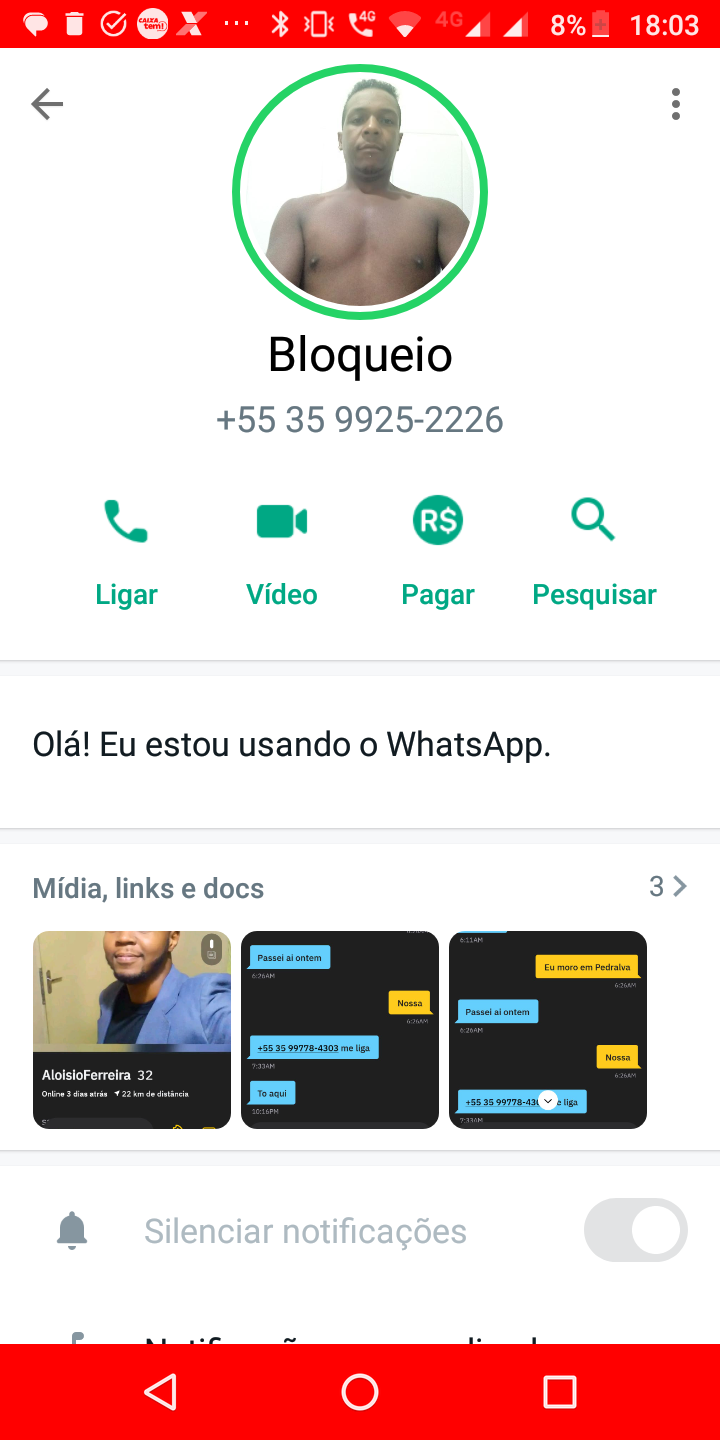 4G 4G 8% 18:03
CAIXA
tem!
Bloqueio
+55 35 9925-2226
R$
Ligar Vídeo Pagar Pesquisar
Olá! Eu estou usando o WhatsApp.
Mídia, links e docs 3
AloisioFerreira 32
Online 3 dias atrás 22 km de distância
Passei ai ontem
6:26AM
Nossa
6:26AM
+55 35 99778-4303 me liga
7:33AM
To aqui
10:16PM
6:11AM
Eu moro em Pedralva
6:26AM
Passei ai ontem
6:26AM
Nossa
6:26AM
+55 35 99778-430 e liga
7:33AM
Silenciar notificações